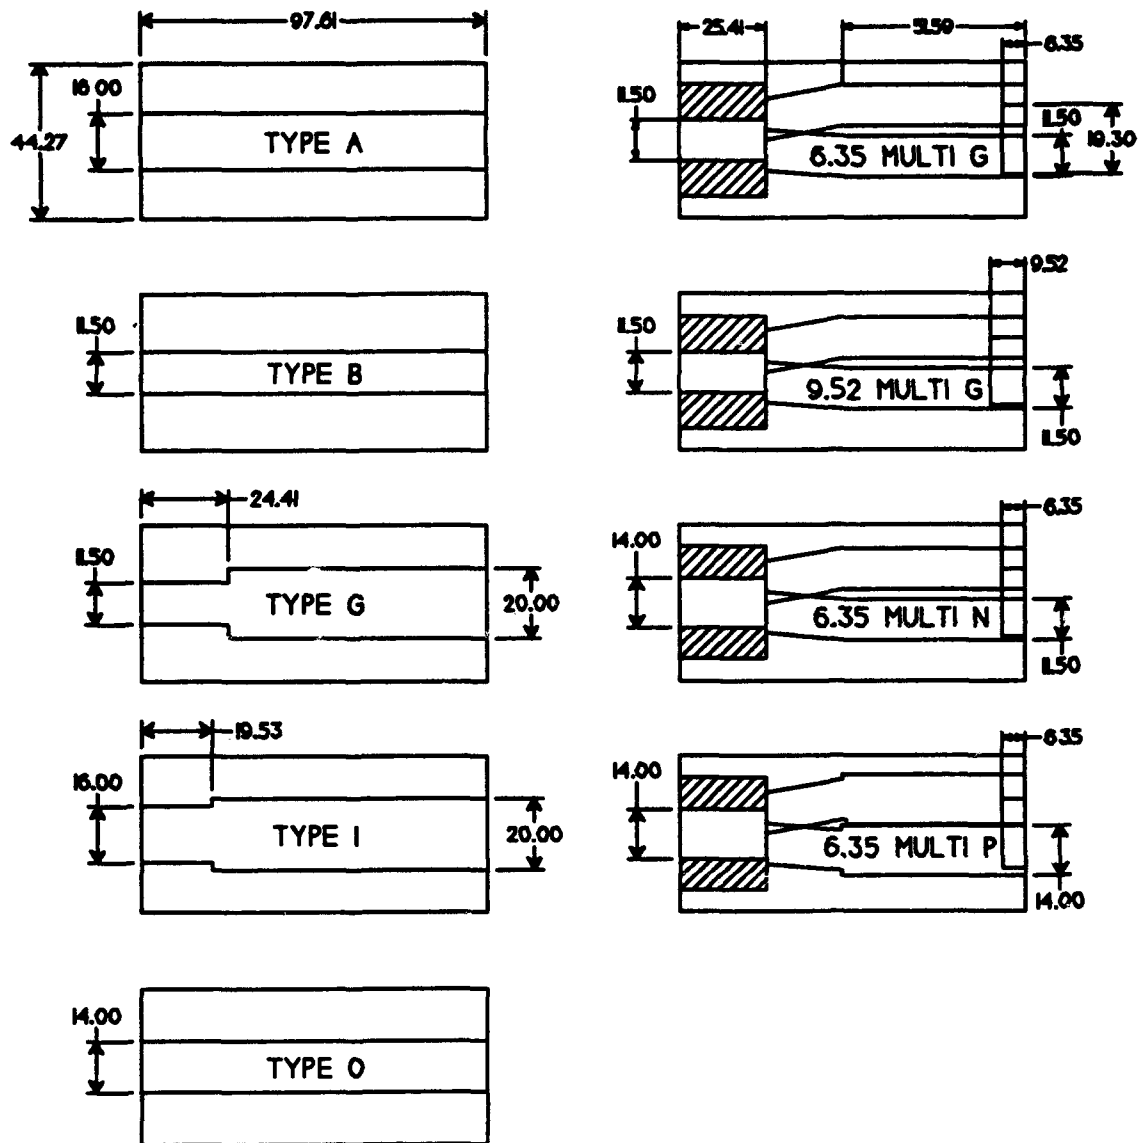 97.61
16.00
44.27
TYPE A
11.50
TYPE B
24.41
11.50
TYPE G
20.00
19.53
16.00
TYPE I
20.00
14.00
TYPE O
25.41
51.59
6.35
11.50
11.50
19.30
6.35 MULTI G
9.52
11.50
9.52 MULTI G
11.50
6.35
14.00
6.35 MULTI N
11.50
6.35
14.00
6.35 MULTI P
14.00